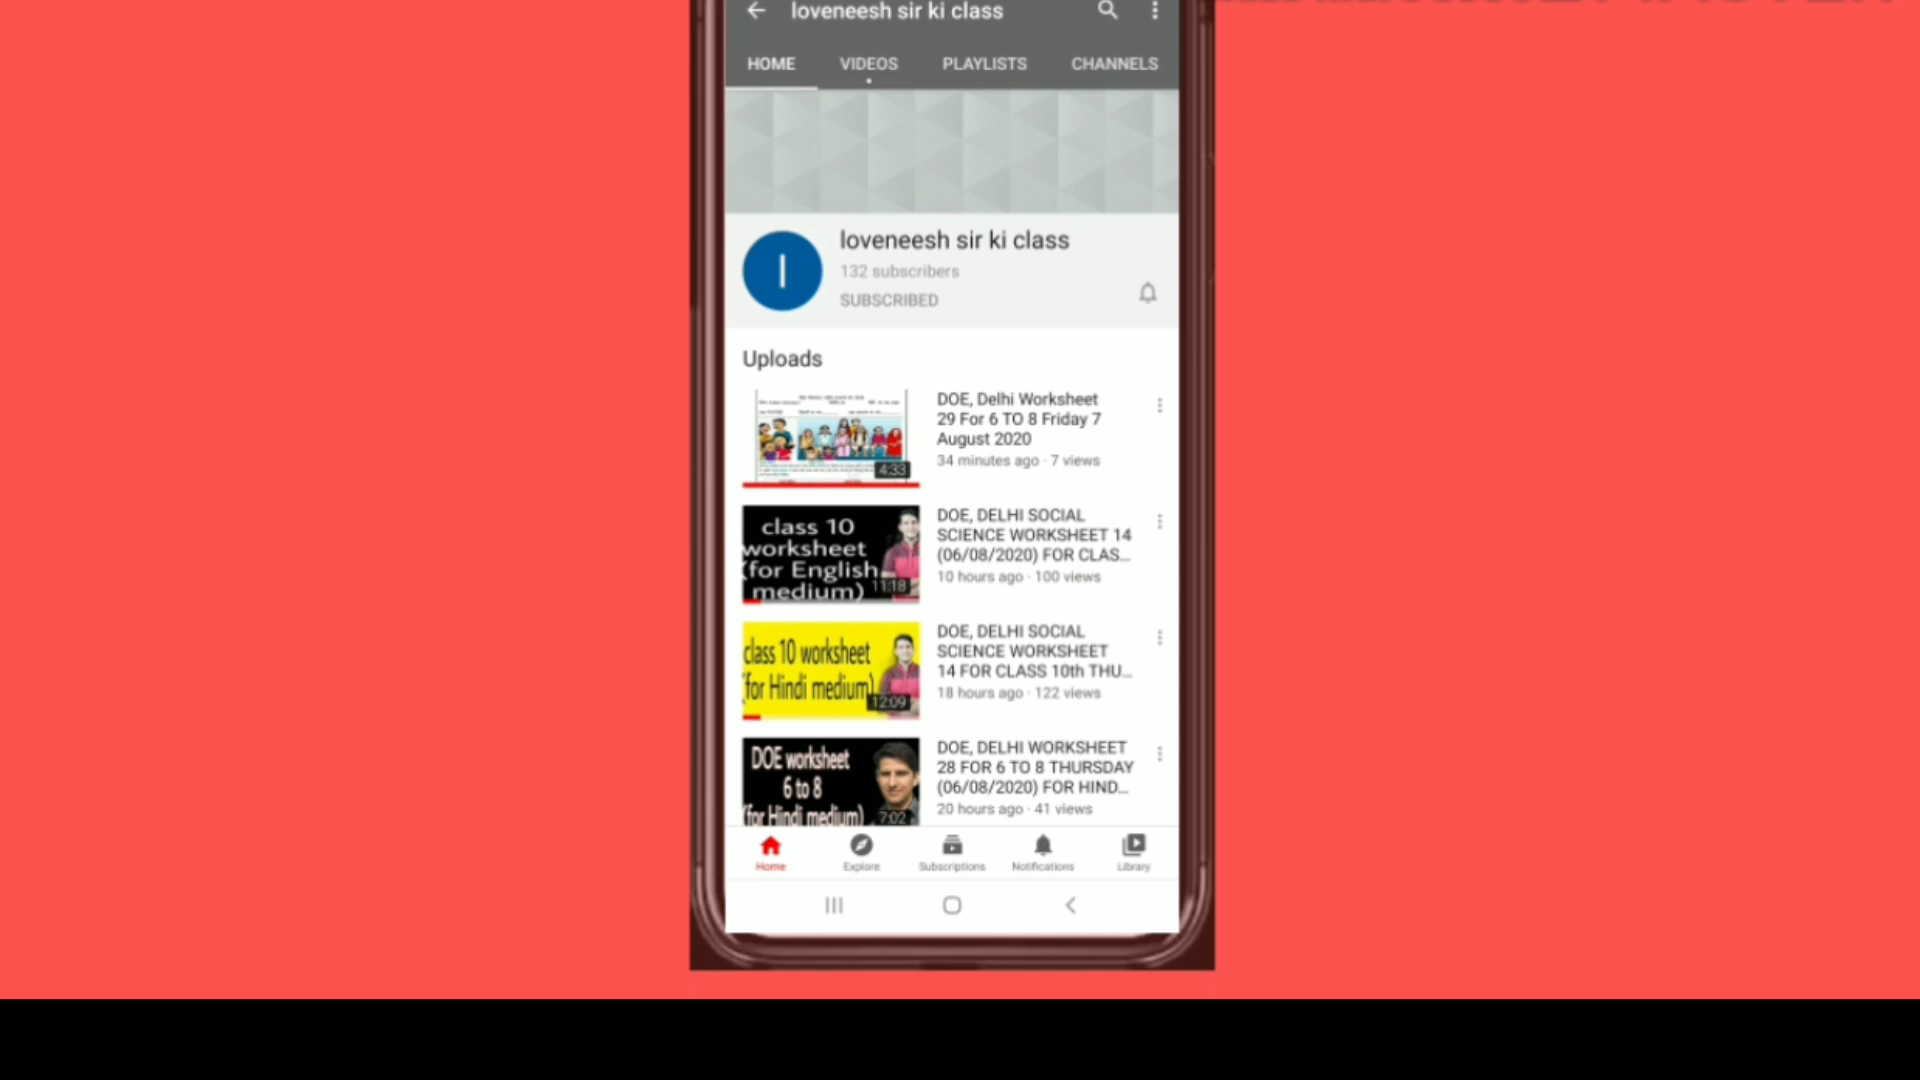 loveneesh sir ki class
HOME VIDEOS PLAYLISTS CHANNELS
loveneesh sir ki class
132 subscribers
SUBSCRIBED
Uploads
4:33
DOE, Delhi Worksheet
29 For 6 TO 8 Friday 7
August 2020
34 minutes ago · 7 views
class 10
worksheet
(for English
medium)
11:18
DOE, DELHI SOCIAL
SCIENCE WORKSHEET 14
(06/08/2020) FOR CLAS...
10 hours ago · 100 views
class 10 worksheet
(for Hindi medium)
12:09
DOE, DELHI SOCIAL
SCIENCE WORKSHEET
14 FOR CLASS 10th THU...
18 hours ago · 122 views
DOE worksheet
6 to 8
(for Hindi medium)
7:02
DOE, DELHI WORKSHEET
28 FOR 6 TO 8 THURSDAY
(06/08/2020) FOR HIND...
20 hours ago · 41 views
Home Explore Subscriptions Notifications Library